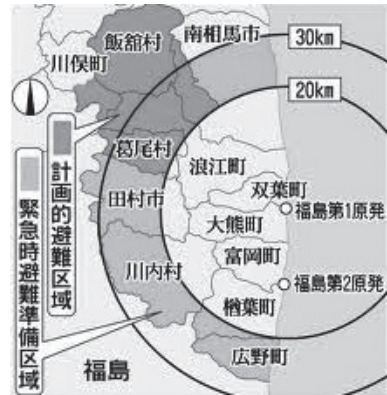 飯舘村
南相馬市
川俣町
30km
20km
計画的避難区域
緊急時避難準備区域
葛尾村
浪江町
双葉町
田村市
大熊町
福島第1原発
富岡町
川内村
福島第2原発
楢葉町
広野町
福島